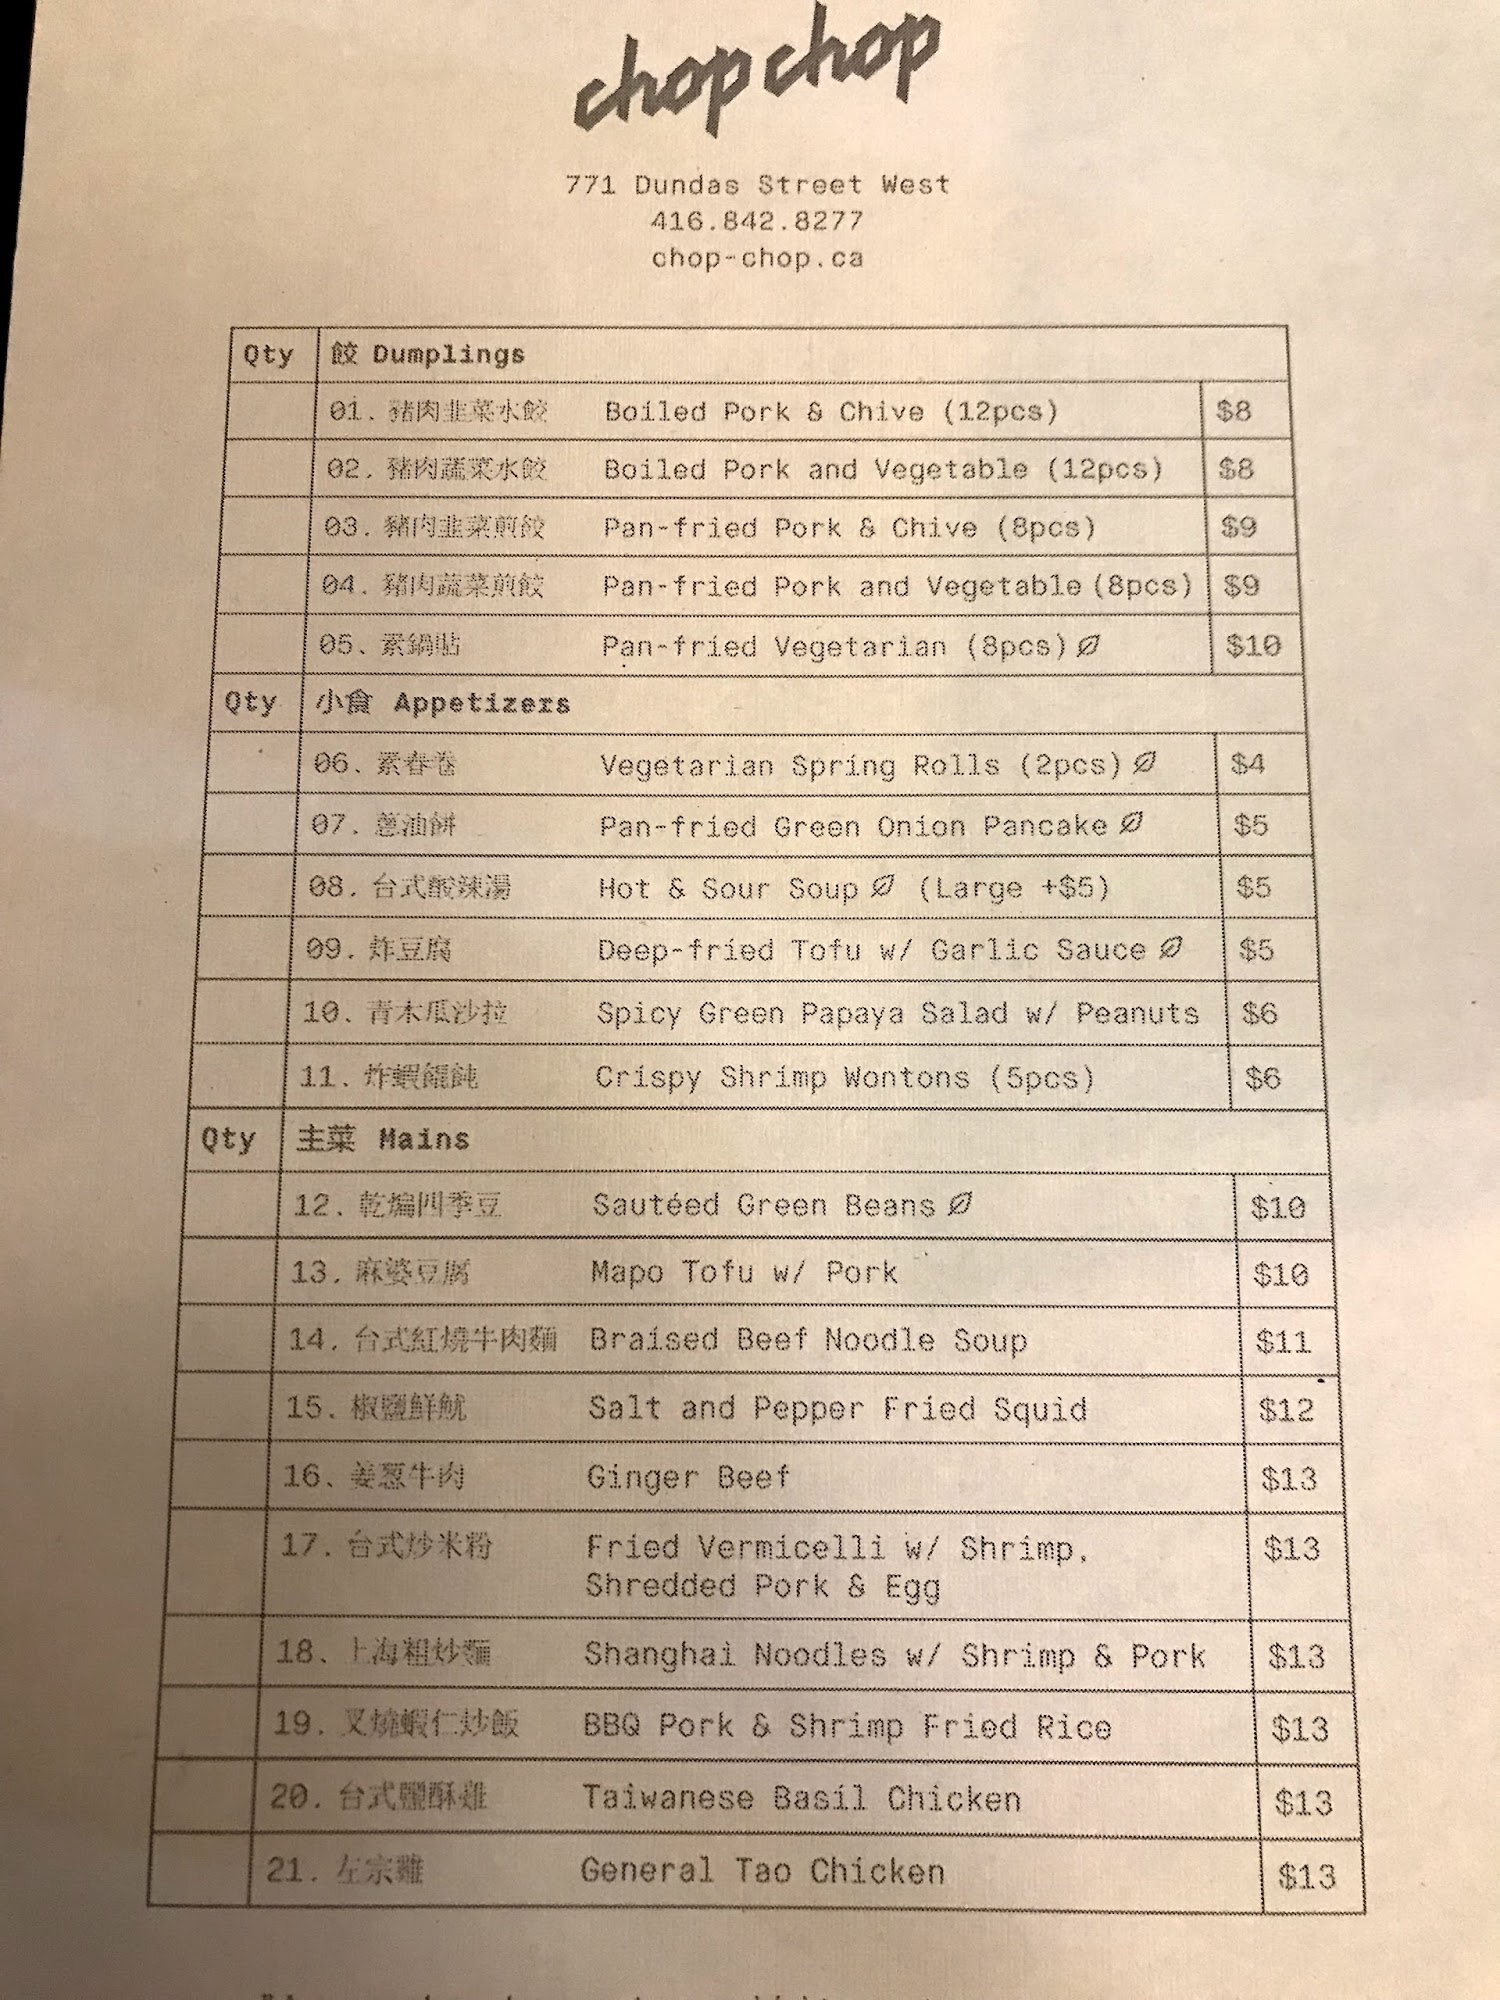 chop chop
771 Dundas Street West
416.842.8277
chop-chop.ca
Qty 餃 Dumplings
01. 豬肉韭菜水餃 Boiled Pork & Chive (12pcs) $8
02. 豬肉蔬菜水餃 Boiled Pork and Vegetable (12pcs) $8
03. 豬肉韭菜煎餃 Pan-fried Pork & Chive (8pcs) $9
04. 豬肉蔬菜煎餃 Pan-fried Pork and Vegetable (8pcs) $9
05. 素鍋貼 Pan-fried Vegetarian (8pcs) $10
Qty 小食 Appetizers
06. 素春卷 Vegetarian Spring Rolls (2pcs) $4
07. 蔥油餅 Pan-fried Green Onion Pancake $5
08. 台式酸辣湯 Hot & Sour Soup (Large +$5) $5
09. 炸豆腐 Deep-fried Tofu w/ Garlic Sauce $5
10. 青木瓜沙拉 Spicy Green Papaya Salad w/ Peanuts $6
11. 炸蝦餛飩 Crispy Shrimp Wontons (5pcs) $6
Qty 主菜 Mains
12. 乾煸四季豆 Sautéed Green Beans $10
13. 麻婆豆腐 Mapo Tofu w/ Pork $10
14. 台式紅燒牛肉麵 Braised Beef Noodle Soup $11
15. 椒鹽鮮魷 Salt and Pepper Fried Squid $12
16. 姜蔥牛肉 Ginger Beef $13
17. 台式炒米粉 Fried Vermicelli w/ Shrimp, $13
Shredded Pork & Egg
18. 上海粗炒麵 Shanghai Noodles w/ Shrimp & Pork $13
19. 叉燒蝦仁炒飯 BBQ Pork & Shrimp Fried Rice $13
20. 台式鹽酥雞 Taiwanese Basil Chicken $13
21. 左宗雞 General Tao Chicken $13